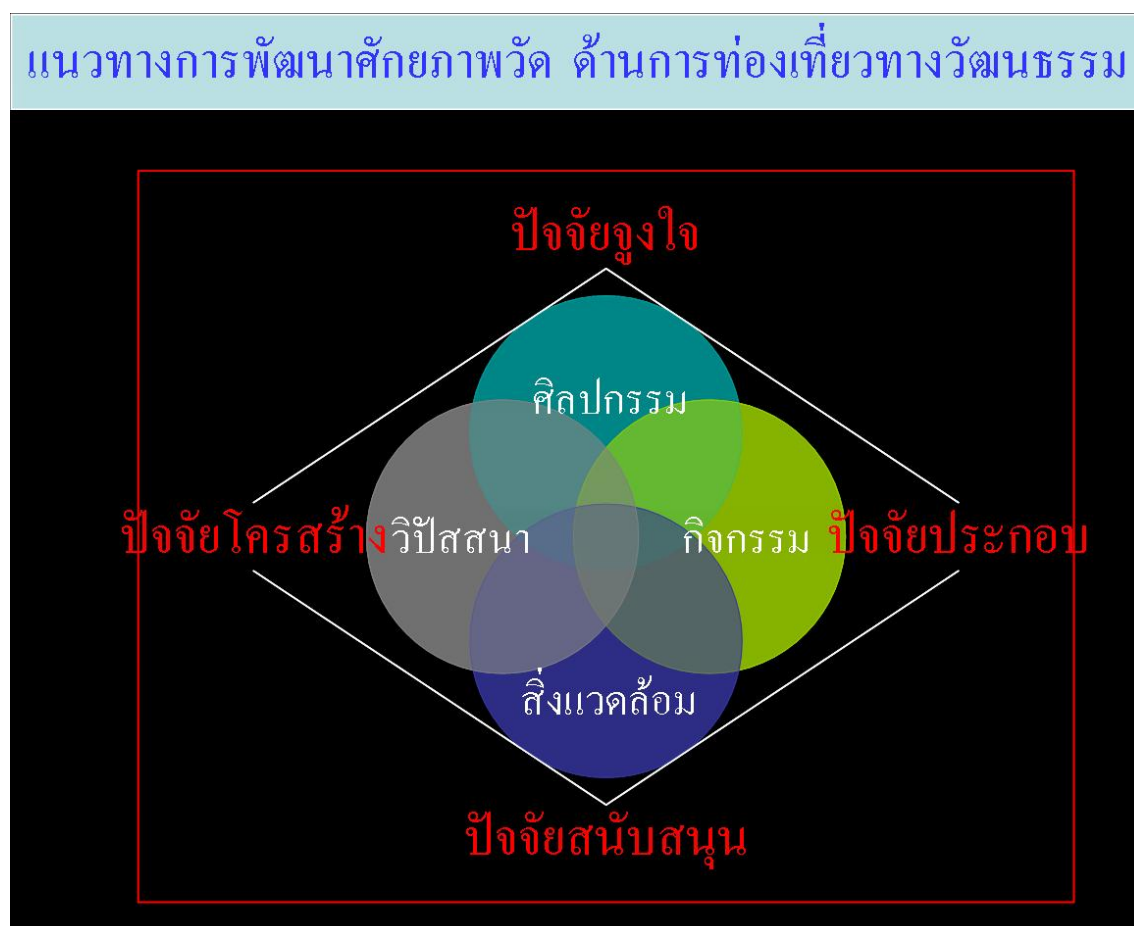 แนวทางการพัฒนาศักยภาพวัด ด้านการท่องเที่ยวทางวัฒนธรรม
ปัจจัยจูงใจ
ศิลปกรรม
ปัจจัยโครสร้าง วิปัสสนา กิจกรรม ปัจจัยประกอบ
สิ่งแวดล้อม
ปัจจัยสนับสนุน